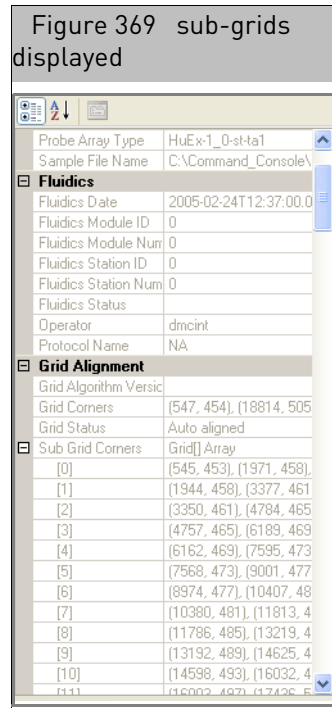 Figure 369 sub-grids
displayed
Probe Array Type HuEx-1_0-st-ta1
Sample File Name C:\Command_Console\
Fluidics
Fluidics Date 2005-02-24T12:37:00.0
Fluidics Module ID 0
Fluidics Module Num 0
Fluidics Station ID 0
Fluidics Station Num 0
Fluidics Status
Operator dmcint
Protocol Name NA
Grid Alignment
Grid Algorithm Versic
Grid Corners (547, 454), (18814, 505
Grid Status Auto aligned
Sub Grid Corners Grid[] Array
[0] (545, 453), (1971, 458),
[1] (1944, 458), (3377, 461
[2] (3350, 461), (4784, 465
[3] (4757, 465), (6189, 469
[4] (6162, 469), (7595, 473
[5] (7568, 473), (9001, 477
[6] (8974, 477), (10407, 48
[7] (10380, 481), (11813, 4
[8] (11786, 485), (13219, 4
[9] (13192, 489), (14625, 4
[10] (14598, 493), (16032, 4
[11] (16003, 497), (17436, 5